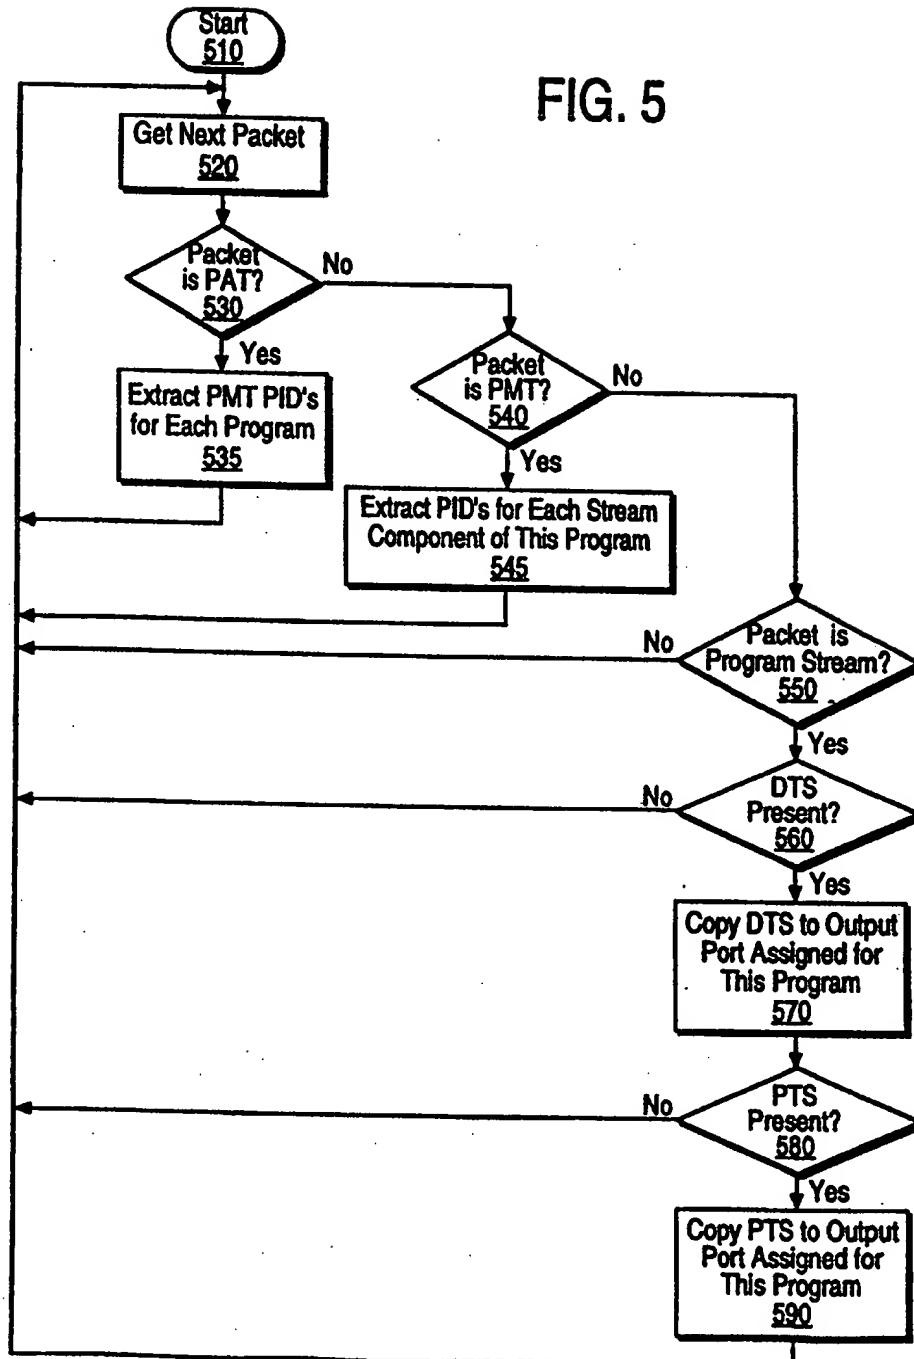 Start
510
FIG. 5
Get Next Packet
520
Packet
is PAT?
530
No
Yes
Extract PMT PID's
for Each Program
535
Packet
is PMT?
540
No
Yes
Extract PID's for Each Stream
Component of This Program
545
Packet is
Program Stream?
550
No
Yes
DTS
Present?
560
No
Yes
Copy DTS to Output
Port Assigned for
This Program
570
PTS
Present?
580
No
Yes
Copy PTS to Output
Port Assigned for
This Program
590